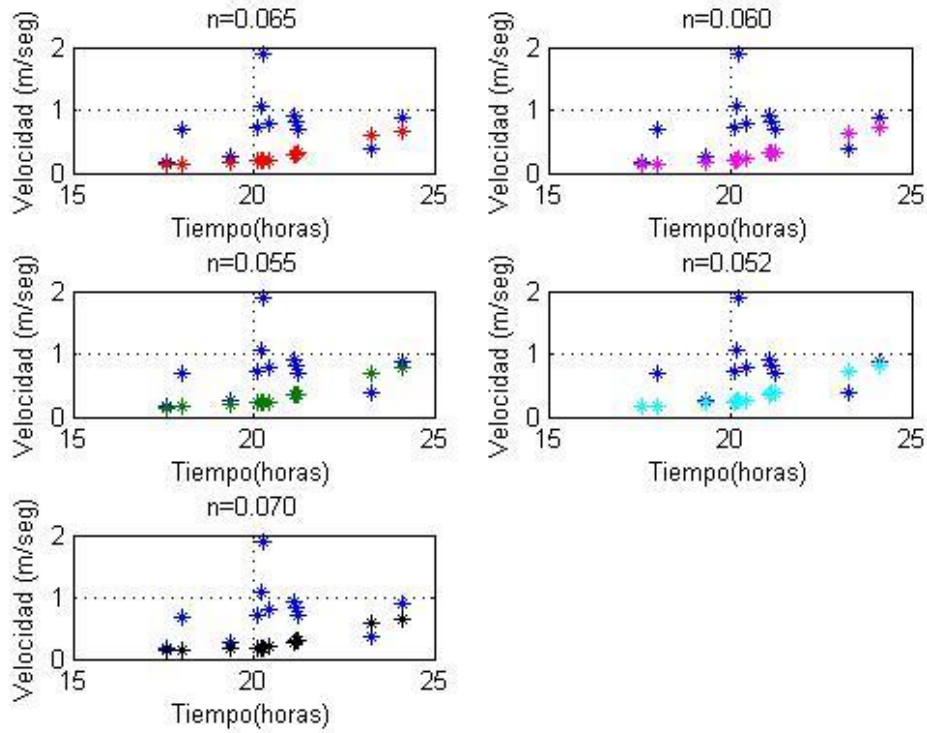 n=0.065
2
1
0
15
20
25
Velocidad (m/seg)
Tiempo(horas)
n=0.060
2
1
0
15
20
25
Velocidad (m/seg)
Tiempo(horas)
n=0.055
2
1
0
15
20
25
Velocidad (m/seg)
Tiempo(horas)
n=0.052
2
1
0
15
20
25
Velocidad (m/seg)
Tiempo(horas)
n=0.070
2
1
0
15
20
25
Velocidad (m/seg)
Tiempo(horas)